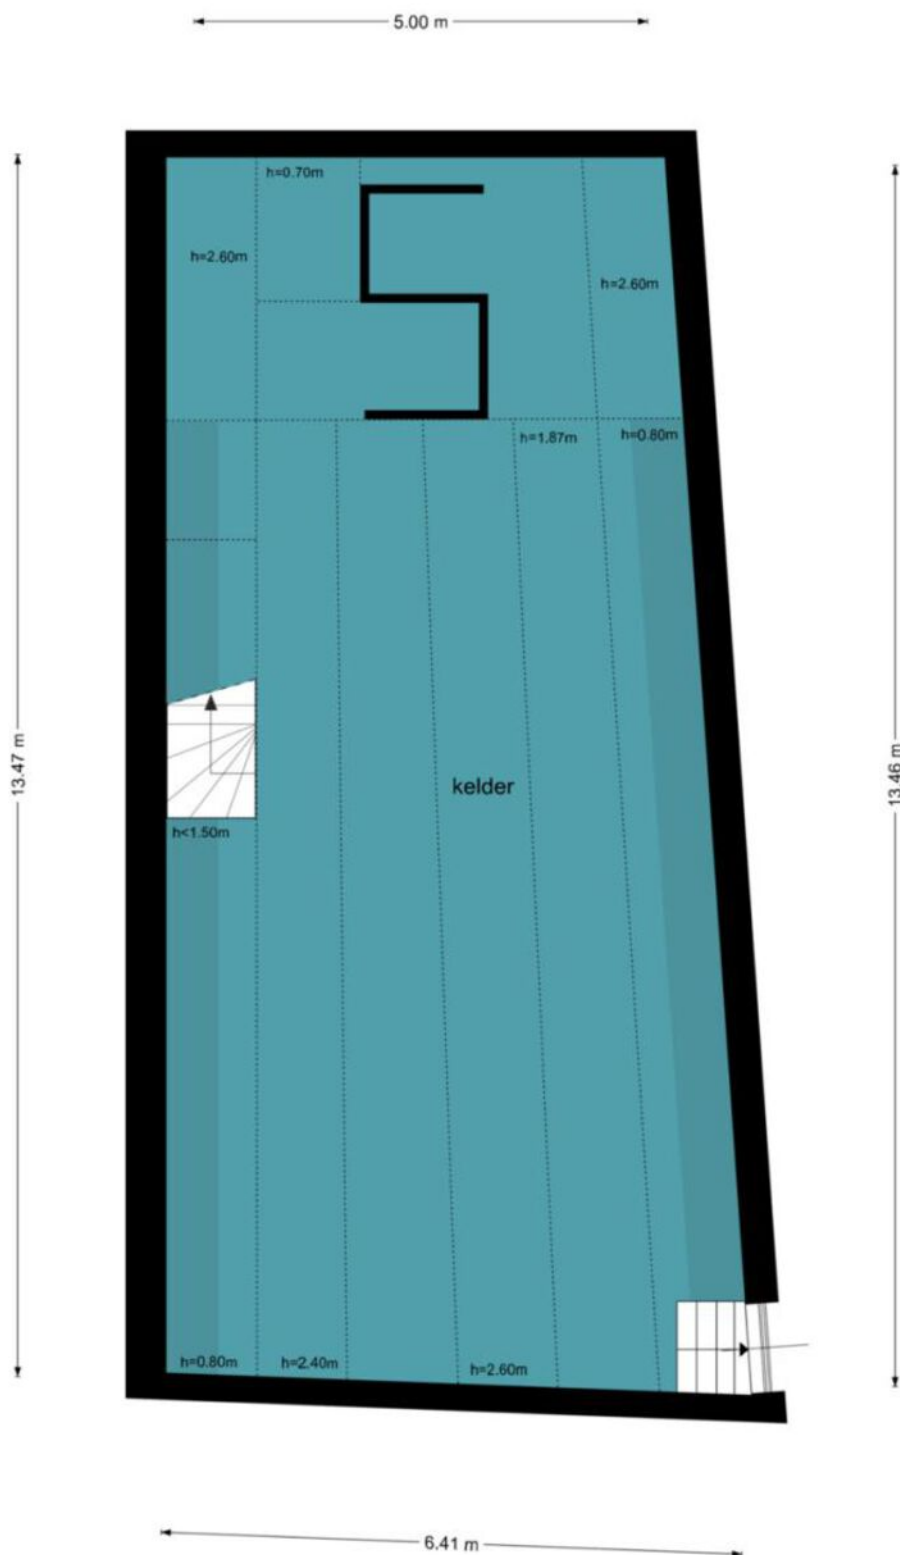 5.00 m
h=0.70m
h=2.60m
h=2.60m
h=1.87m
h=0.80m
13.47 m
13.46 m
kelder
h<1.50m
h=0.80m
h=2.40m
h=2.60m
6.41 m